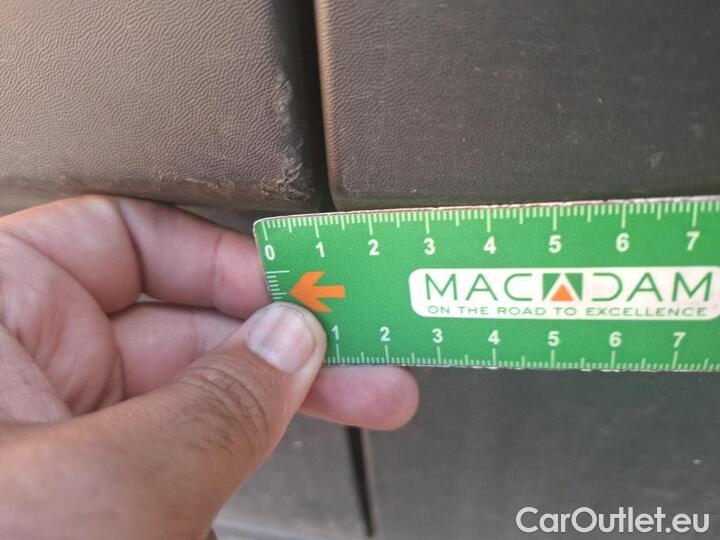 0 1 2 3 4 5 6 7
MACADAM
ON THE ROAD TO EXCELLENCE
1 2 3 4 5 6 7
CarOutlet.eu